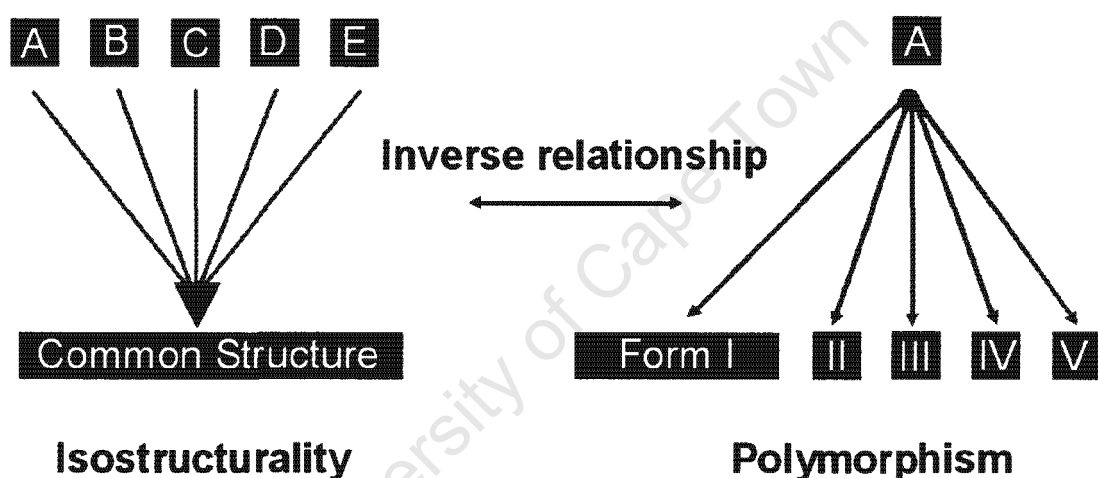 A B C D E
A
Inverse relationship
Common Structure
Form I II III IV V
Isostructurality
Polymorphism
University of Cape Town